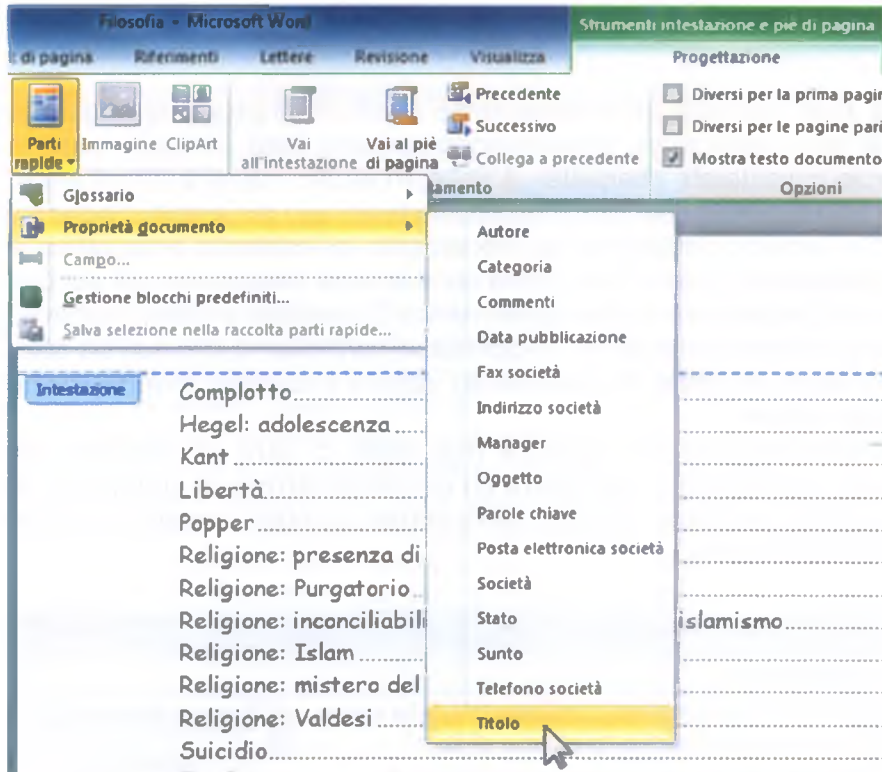 Filosofia - Microsoft Word
Strumenti intestazione e piè di pagina
t di pagina Riferimenti Lettere Revisione Visualizza Progettazione
Parti rapide Immagine ClipArt Vai all'intestazione Vai al piè di pagina
Precedente
Successivo
Collega a precedente
Diversi per la prima pagin
Diversi per le pagine pari
Mostra testo documento
amento
Opzioni
Glossario
Proprietà documento
Campo...
Gestione blocchi predefiniti...
Salva selezione nella raccolta parti rapide...
Autore
Categoria
Commenti
Data pubblicazione
Fax società
Indirizzo società
Manager
Oggetto
Parole chiave
Posta elettronica società
Società
Stato
Sunto
Telefono società
Titolo
Intestazione
Complotto
Hegel: adolescenza
Kant
Libertà
Popper
Religione: presenza di
Religione: Purgatorio
Religione: inconciliabili islamismo
Religione: Islam
Religione: mistero del
Religione: Valdesi
Suicidio